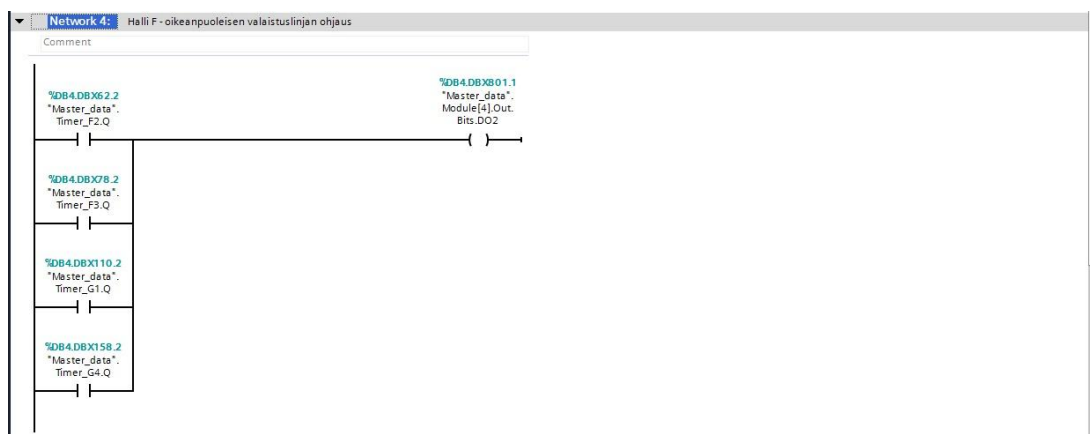 Network 4: Halli F - oikeanpuoleisen valaistuslinjan ohjaus
Comment
%DB4.DBX62.2
"Master_data".
Timer_F2.Q
%DB4.DBX801.1
"Master_data".
Module[4].Out.
Bits.DO2
%DB4.DBX78.2
"Master_data".
Timer_F3.Q
%DB4.DBX110.2
"Master_data".
Timer_G1.Q
%DB4.DBX158.2
"Master_data".
Timer_G4.Q